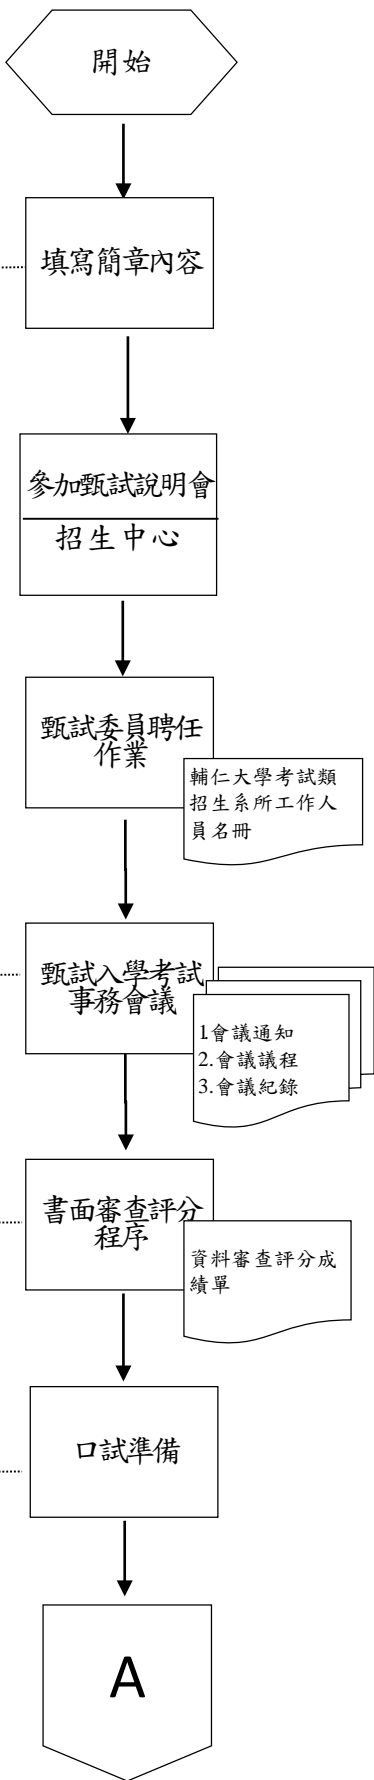 開始
填寫簡章內容
參加甄試說明會
招生中心
甄試委員聘任
作業
輔仁大學考試類
招生系所工作人
員名冊
甄試入學考試
事務會議
1.會議通知
2.會議議程
3.會議紀錄
書面審查評分
程序
資料審查評分成
績單
口試準備
A